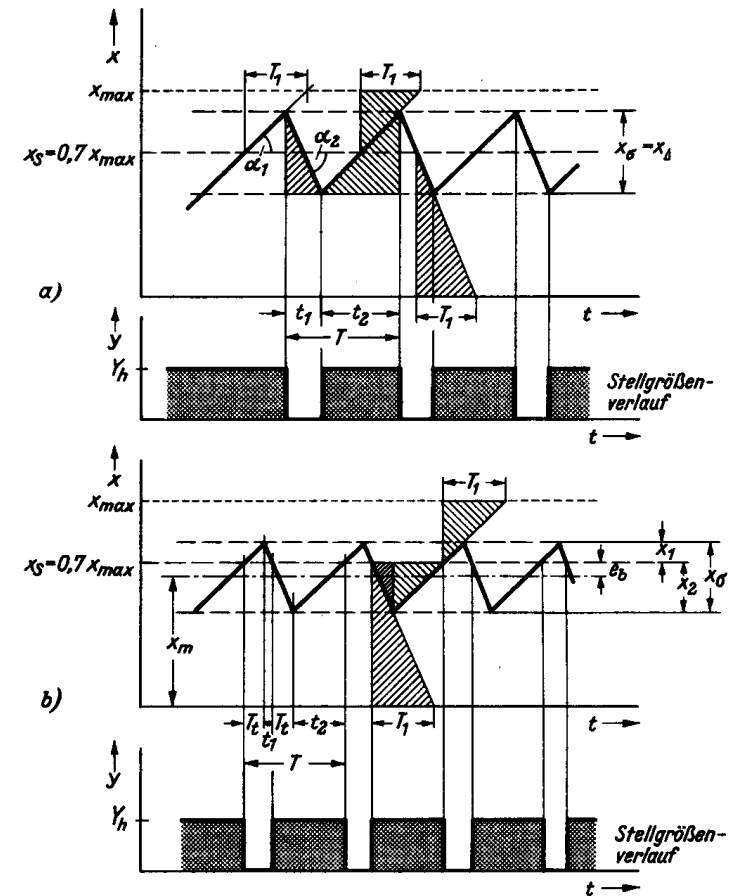 x
x_max
T_1
T_1
x_s=0,7 x_max
α_1
α_2
x_σ = x_Δ
a)
t_1
t_2
T_1
t
T
y
Y_h
Stellgrößen-
verlauf
t
x
x_max
T_1
x_s=0,7 x_max
x_1
e_b
x_2
x_σ
x_m
b)
T_t
t_1
T_t
t_2
T_1
t
T
y
Y_h
Stellgrößen-
verlauf
t